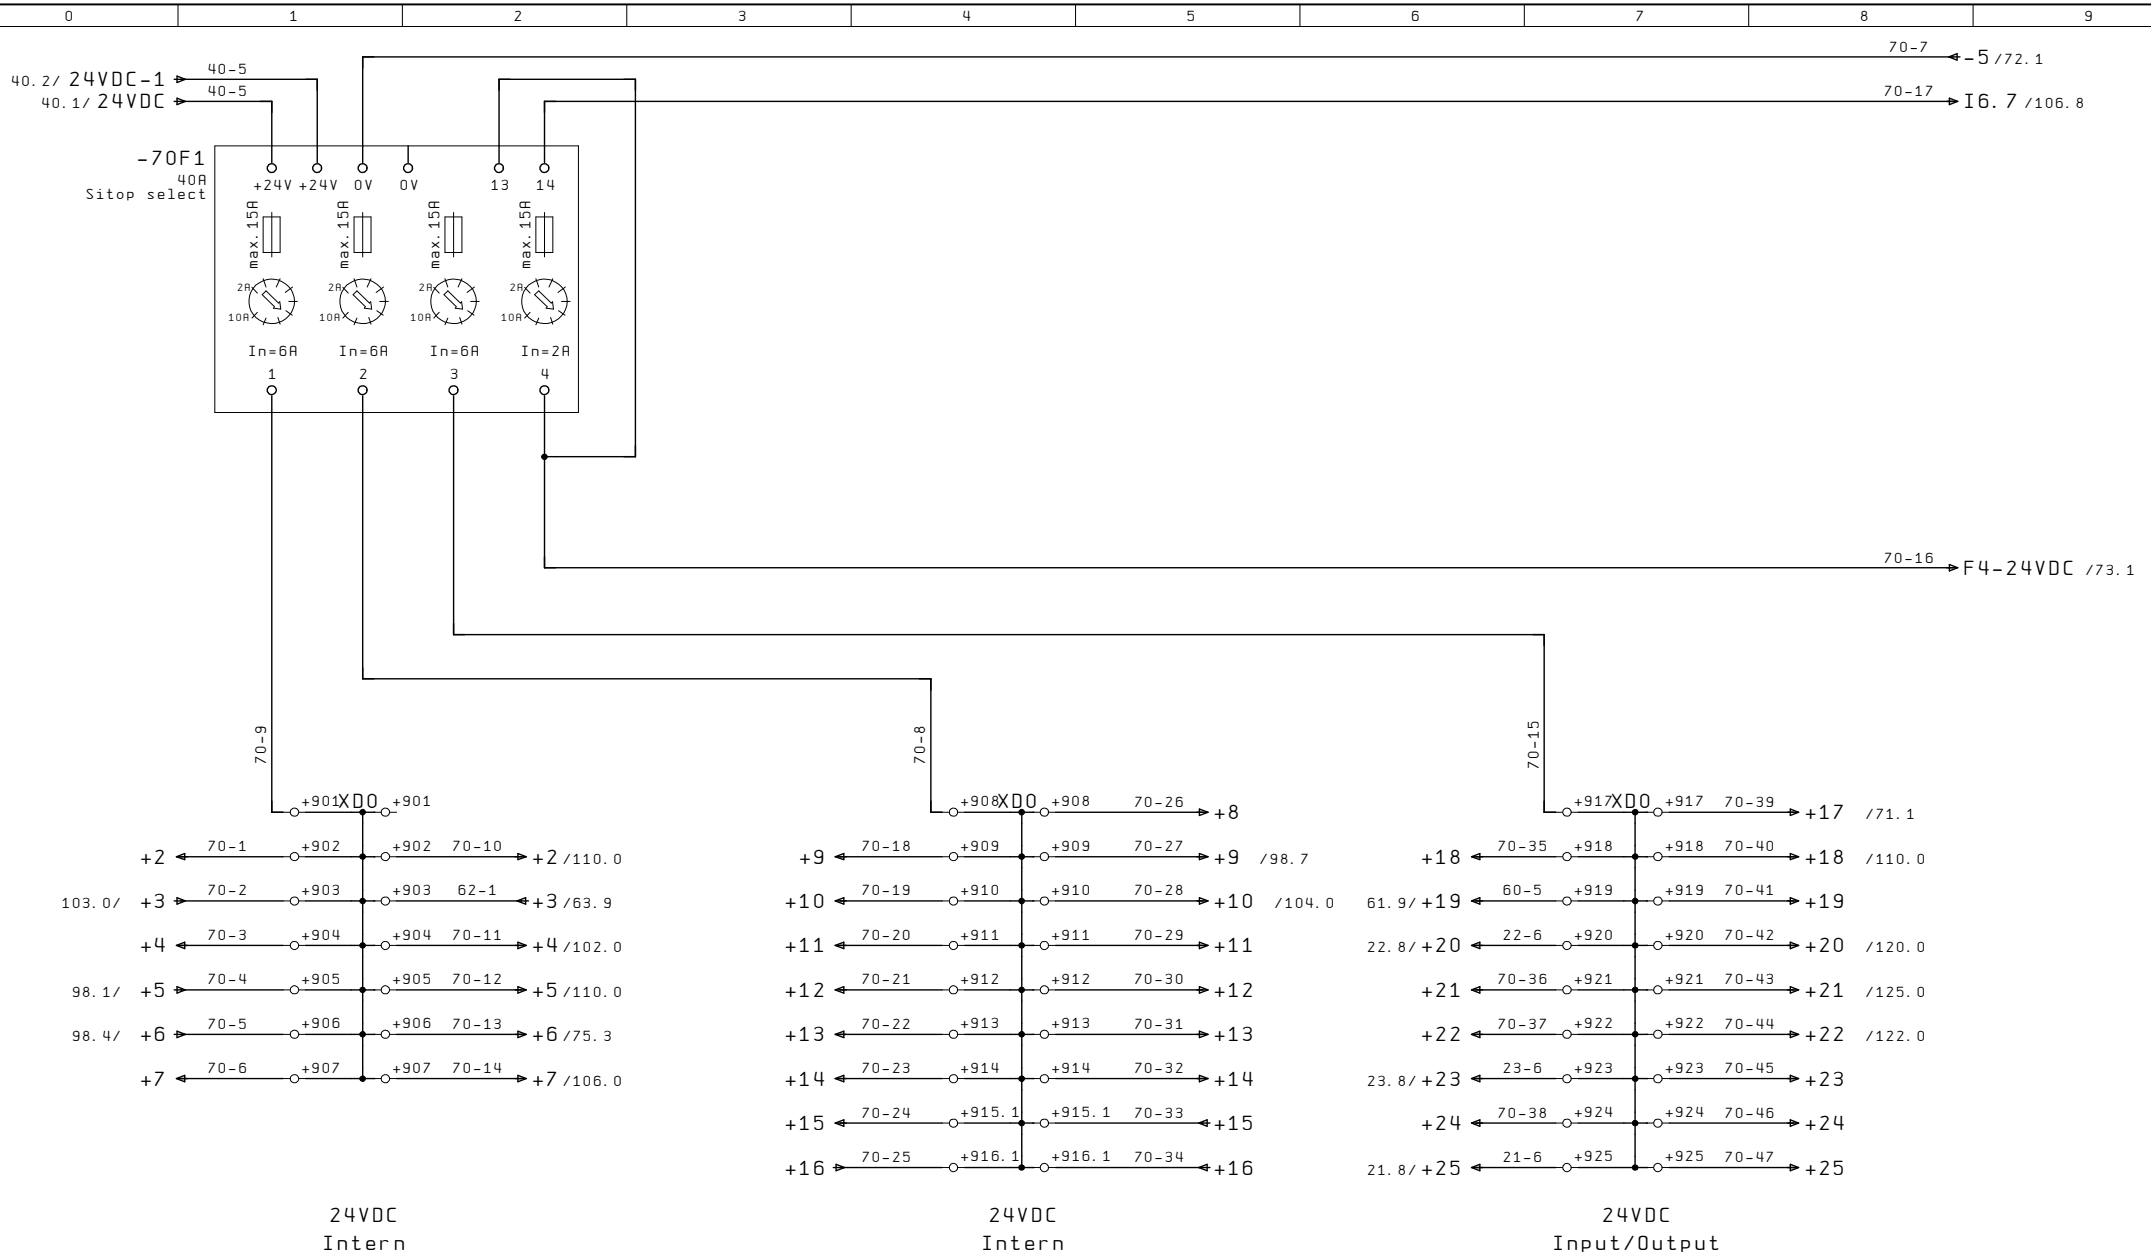 0 1 2 3 4 5 6 7 8 9
70-7 -5 /72.1
40.2/ 24VDC-1 40-5
40.1/ 24VDC 40-5 70-17 I6.7 /106.8
-70F1
40A
Sitop select
+24V +24V 0V 0V 13 14
max.15A max.15A max.15A max.15A
2A 2A 2A 2A
10A 10A 10A 10A
In=6A In=6A In=6A In=2A
1 2 3 4
70-16 F4-24VDC /73.1
70-9 70-8 70-15
+901 XD0 +901 +908 XD0 +908 70-26 +8 +917 XD0 +917 70-39 +17 /71.1
+2 70-1 +902 +902 70-10 +2 /110.0 +9 70-18 +909 +909 70-27 +9 /98.7 +18 70-35 +918 +918 70-40 +18 /110.0
103.0/ +3 70-2 +903 +903 62-1 +3 /63.9 +10 70-19 +910 +910 70-28 +10 /104.0 61.9/ +19 60-5 +919 +919 70-41 +19
+4 70-3 +904 +904 70-11 +4 /102.0 +11 70-20 +911 +911 70-29 +11 22.8/ +20 22-6 +920 +920 70-42 +20 /120.0
98.1/ +5 70-4 +905 +905 70-12 +5 /110.0 +12 70-21 +912 +912 70-30 +12 +21 70-36 +921 +921 70-43 +21 /125.0
98.4/ +6 70-5 +906 +906 70-13 +6 /75.3 +13 70-22 +913 +913 70-31 +13 +22 70-37 +922 +922 70-44 +22 /122.0
+7 70-6 +907 +907 70-14 +7 /106.0 +14 70-23 +914 +914 70-32 +14 23.8/ +23 23-6 +923 +923 70-45 +23
+15 70-24 +915.1 +915.1 70-33 +15 +24 70-38 +924 +924 70-46 +24
+16 70-25 +916.1 +916.1 70-34 +16 21.8/ +25 21-6 +925 +925 70-47 +25
24VDC 24VDC 24VDC
Intern Intern Input/Output